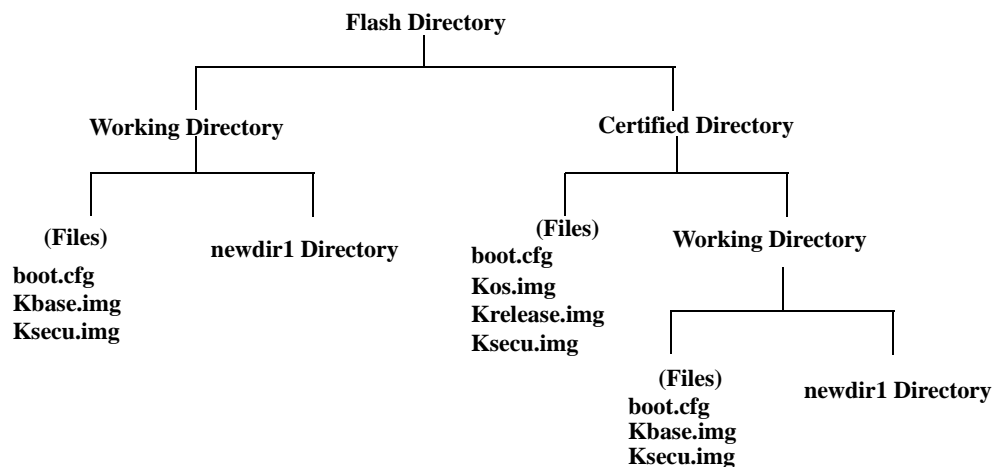 Flash Directory
Working Directory
Certified Directory
(Files)
boot.cfg
Kbase.img
Ksecu.img
newdir1 Directory
(Files)
boot.cfg
Kos.img
Krelease.img
Ksecu.img
Working Directory
(Files)
boot.cfg
Kbase.img
Ksecu.img
newdir1 Directory